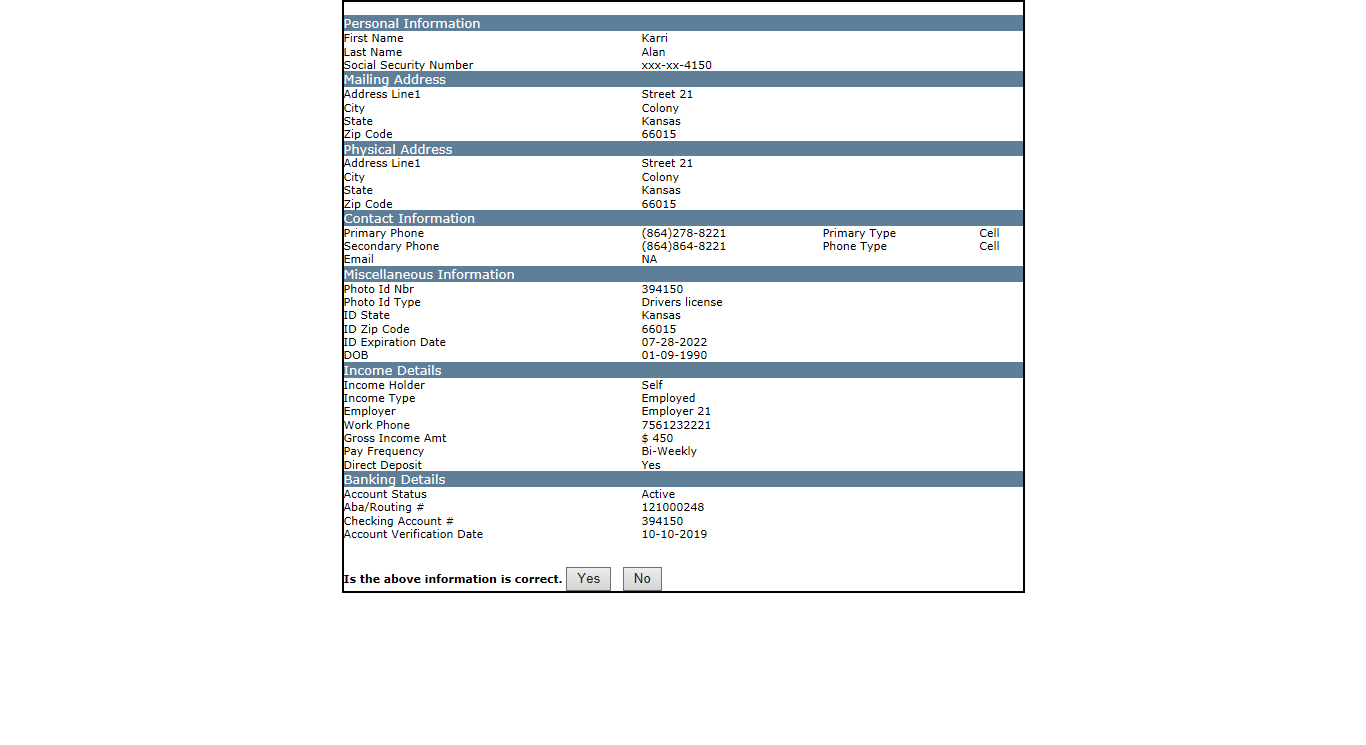 Personal Information
First Name Karri
Last Name Alan
Social Security Number xxx-xx-4150
Mailing Address
Address Line1 Street 21
City Colony
State Kansas
Zip Code 66015
Physical Address
Address Line1 Street 21
City Colony
State Kansas
Zip Code 66015
Contact Information
Primary Phone (864)278-8221 Primary Type Cell
Secondary Phone (864)864-8221 Phone Type Cell
Email NA
Miscellaneous Information
Photo Id Nbr 394150
Photo Id Type Drivers license
ID State Kansas
ID Zip Code 66015
ID Expiration Date 07-28-2022
DOB 01-09-1990
Income Details
Income Holder Self
Income Type Employed
Employer Employer 21
Work Phone 7561232221
Gross Income Amt $ 450
Pay Frequency Bi-Weekly
Direct Deposit Yes
Banking Details
Account Status Active
Aba/Routing # 121000248
Checking Account # 394150
Account Verification Date 10-10-2019
Is the above information is correct. Yes No